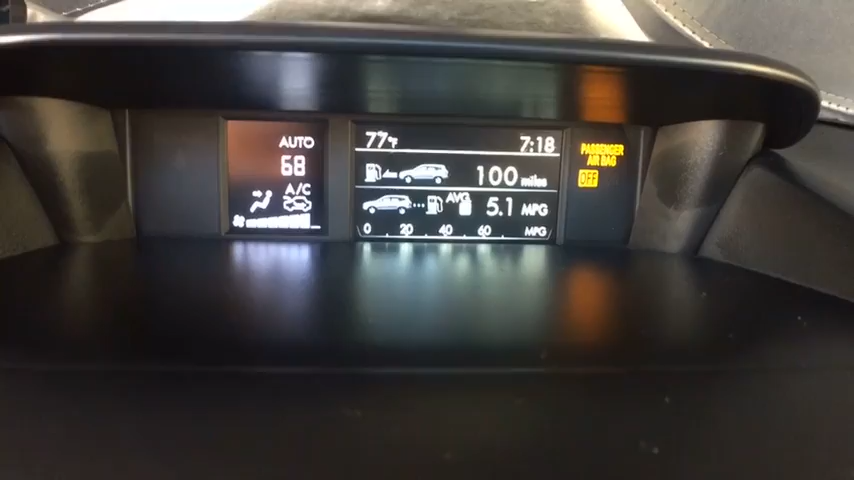 AUTO
68
A/C
77°F 7:18
100 miles
AVG 5.1 MPG
0 20 40 60 MPG
PASSENGER
AIR BAG
OFF